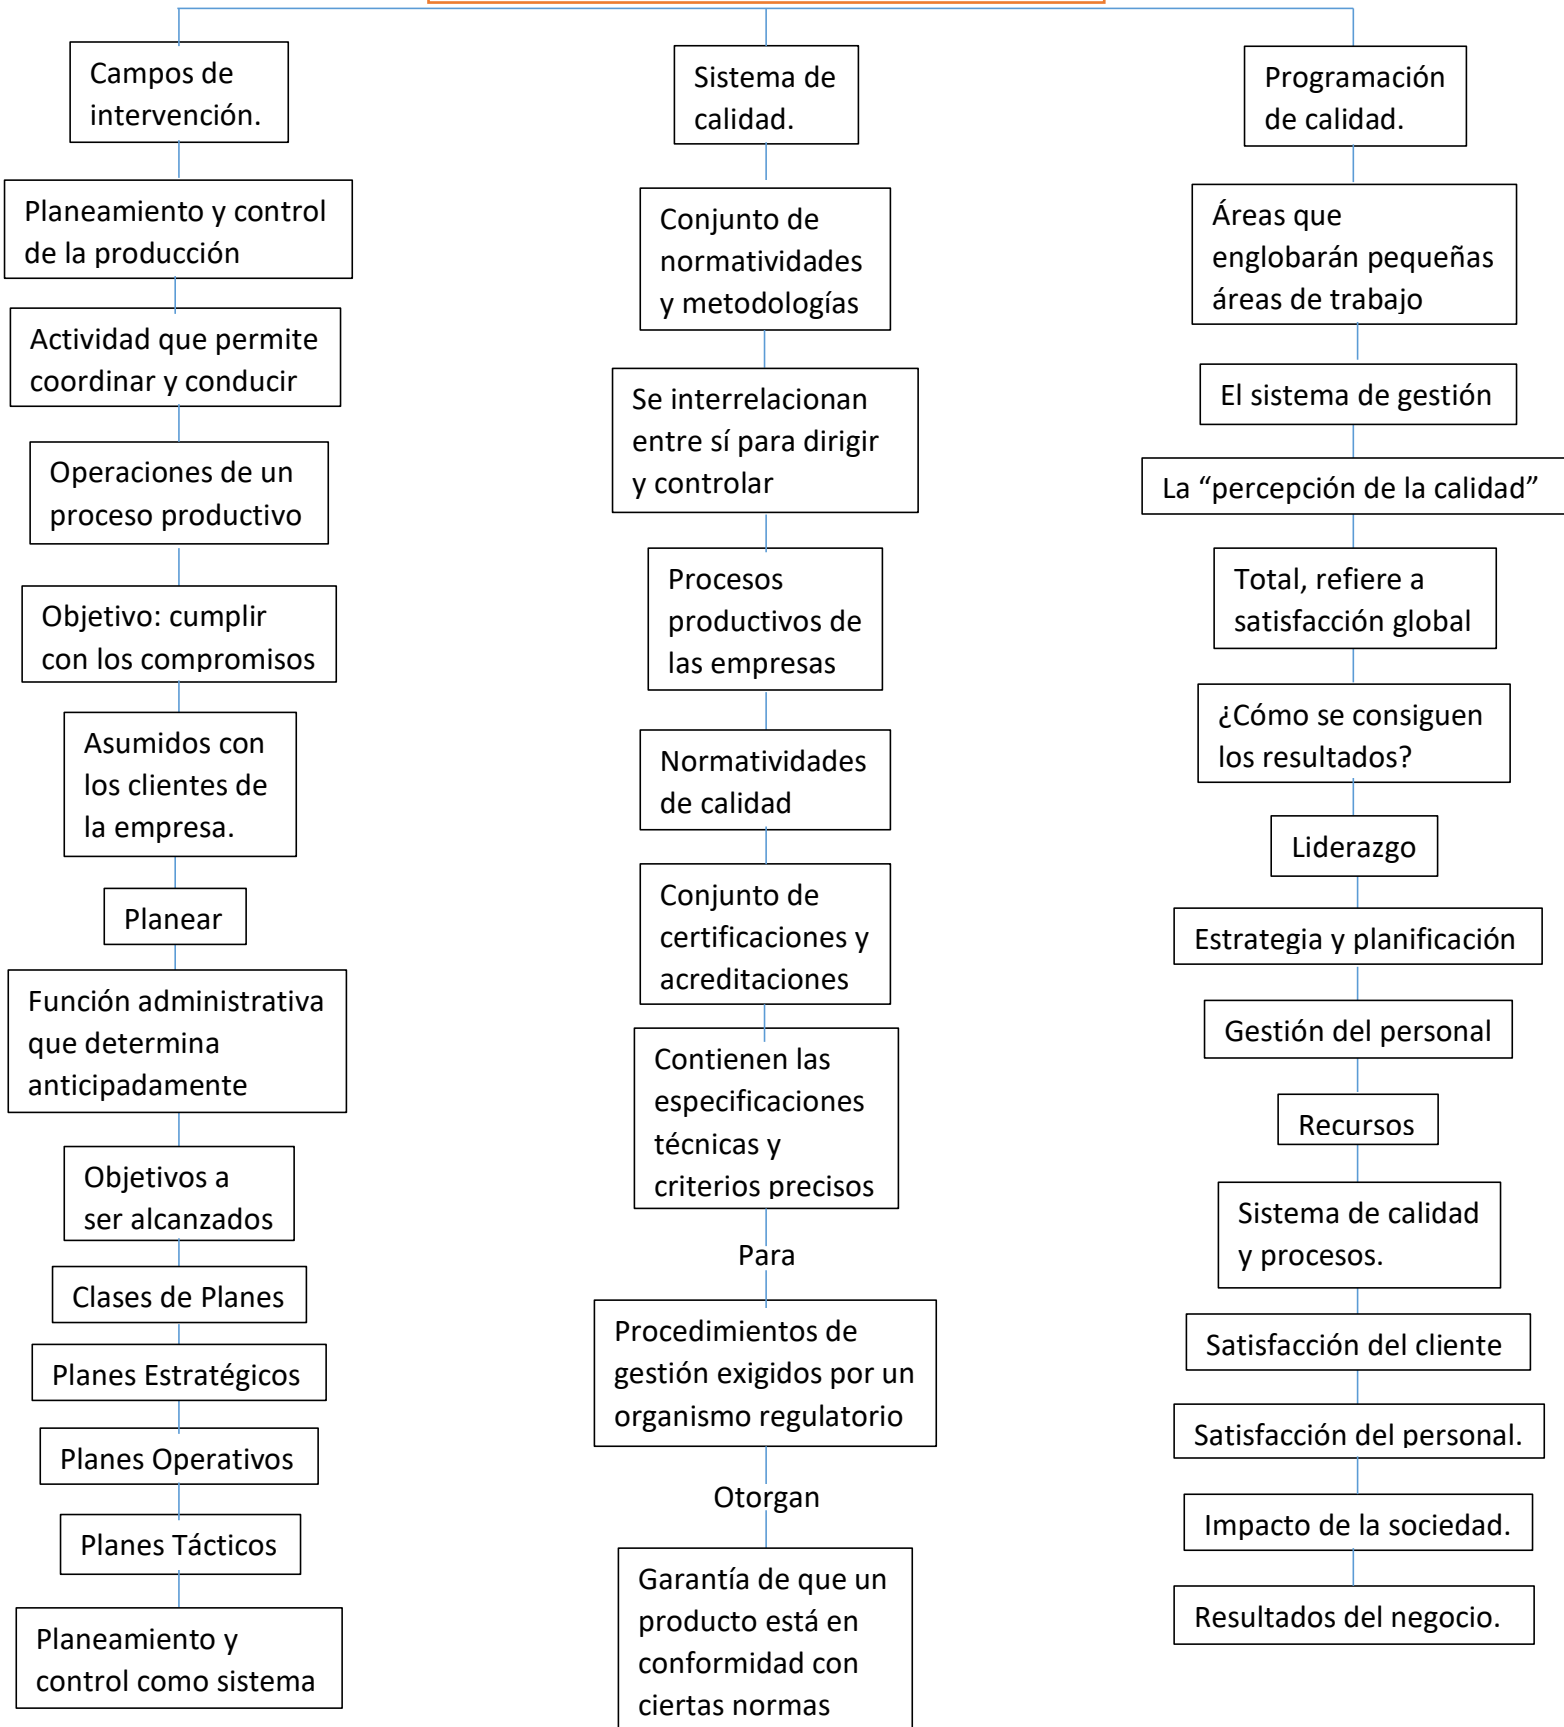 Campos de
intervención.
Planeamiento y control
de la producción
Actividad que permite
coordinar y conducir
Operaciones de un
proceso productivo
Objetivo: cumplir
con los compromisos
Asumidos con
los clientes de
la empresa.
Planear
Función administrativa
que determina
anticipadamente
Objetivos a
ser alcanzados
Clases de Planes
Planes Estratégicos
Planes Operativos
Planes Tácticos
Planeamiento y
control como sistema
Sistema de
calidad.
Conjunto de
normatividades
y metodologías
Se interrelacionan
entre sí para dirigir
y controlar
Procesos
productivos de
las empresas
Normatividades
de calidad
Conjunto de
certificaciones y
acreditaciones
Contienen las
especificaciones
técnicas y
criterios precisos
Para
Procedimientos de
gestión exigidos por un
organismo regulatorio
Otorgan
Garantía de que un
producto está en
conformidad con
ciertas normas
Programación
de calidad.
Áreas que
englobarán pequeñas
áreas de trabajo
El sistema de gestión
La “percepción de la calidad”
Total, refiere a
satisfacción global
¿Cómo se consiguen
los resultados?
Liderazgo
Estrategia y planificación
Gestión del personal
Recursos
Sistema de calidad
y procesos.
Satisfacción del cliente
Satisfacción del personal.
Impacto de la sociedad.
Resultados del negocio.